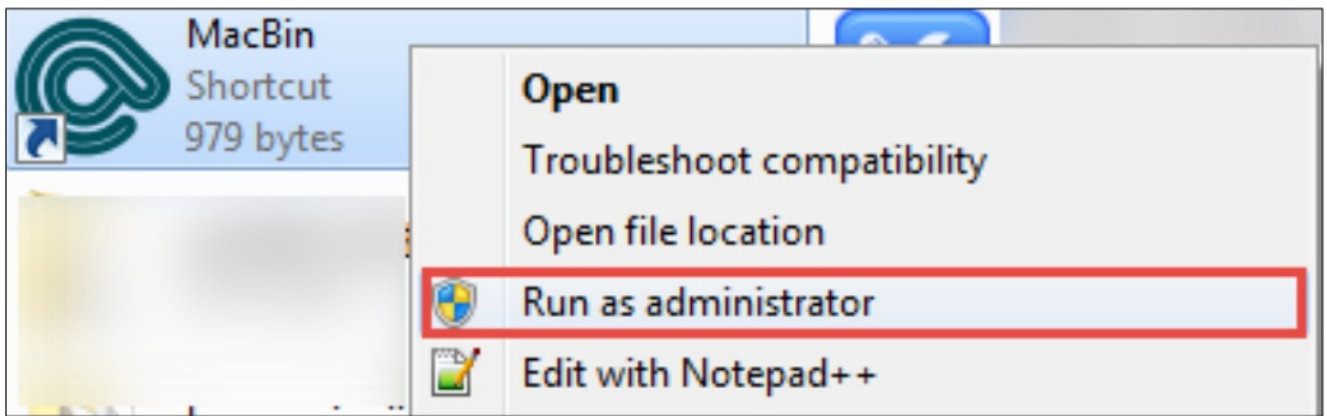 MacBin
Shortcut
979 bytes
Open
Troubleshoot compatibility
Open file location
Run as administrator
Edit with Notepad++